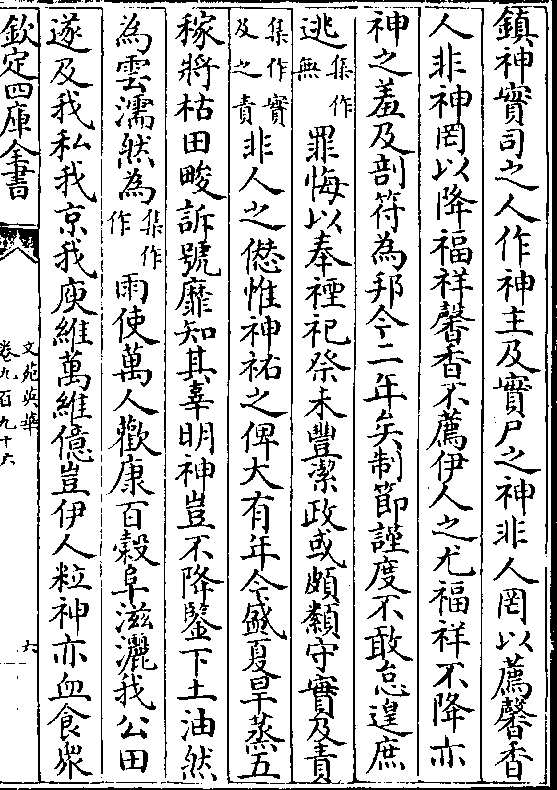 鎮神實司之人作神主及實尸之神非人罔以薦馨香
人非神罔以降福祥馨香不薦伊人之尤福祥不降亦
神之羞及剖符為邦今二年矣制節謹度不敢怠遑庶
逃集作無罪悔以奉禋祀祭未豐潔政或頗纇守實及責
集作實及之責非人之愆惟神祐之俾大有年今盛夏旱蒸五
稼將枯田畯訴號靡知其辜明神豈不降鑒下土油然
為雲濡然為集作作雨使萬人歡康百穀阜滋灑我公田
遂及我私我京我庾維萬維億豈伊人粒神亦血食衆
欽定四庫全書
文苑英華
卷九百九十六
六